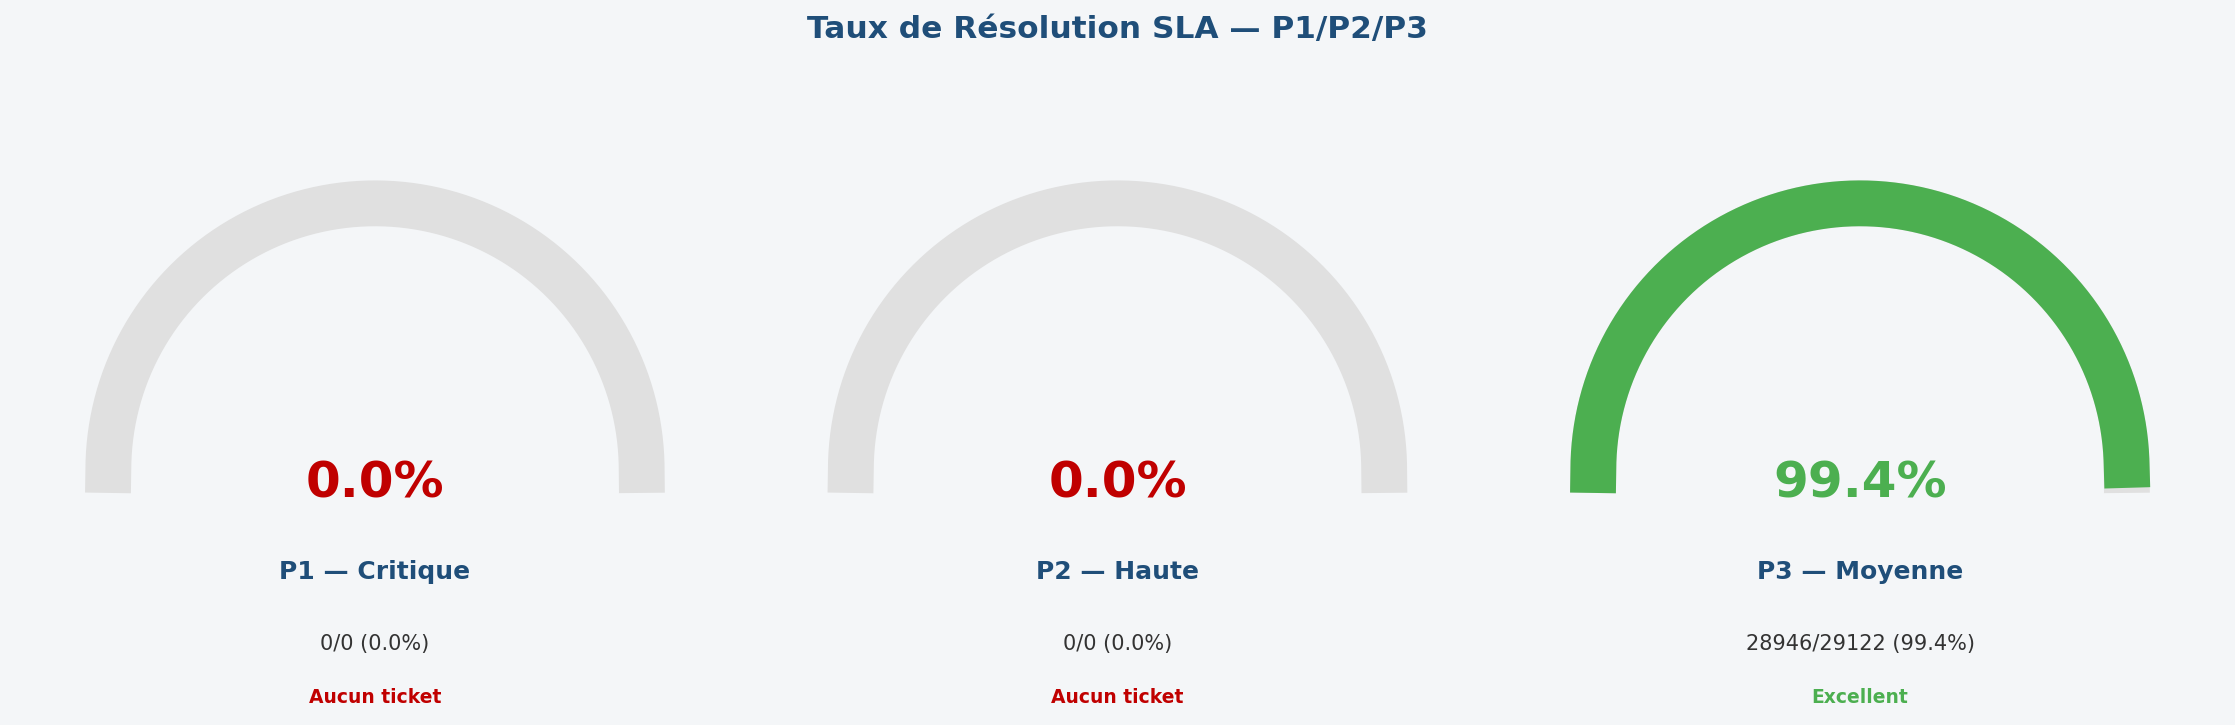 Taux de Résolution SLA — P1/P2/P3
0.0%
P1 — Critique
0/0 (0.0%)
Aucun ticket
0.0%
P2 — Haute
0/0 (0.0%)
Aucun ticket
99.4%
P3 — Moyenne
28946/29122 (99.4%)
Excellent